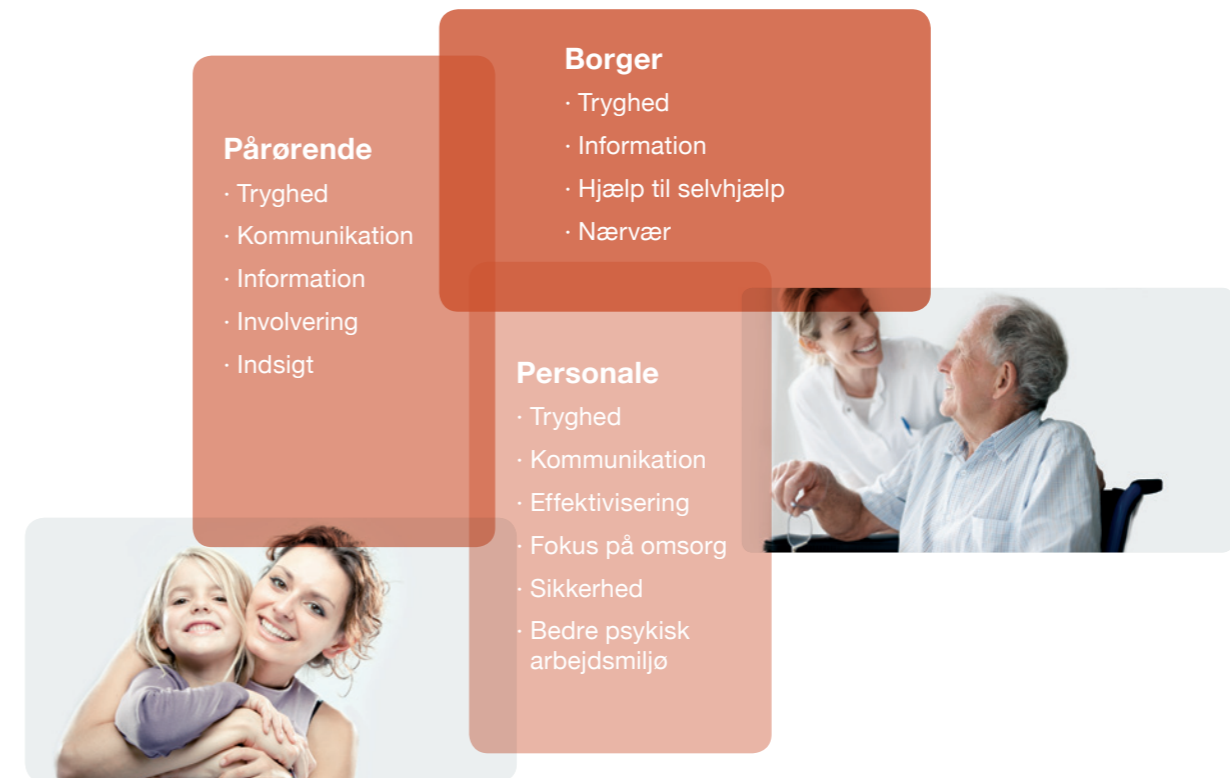 Borger
· Tryghed
· Information
· Hjælp til selvhjælp
· Nærvær
Pårørende
· Tryghed
· Kommunikation
· Information
· Involvering
· Indsigt
Personale
· Tryghed
· Kommunikation
· Effektivisering
· Fokus på omsorg
· Sikkerhed
· Bedre psykisk
arbejdsmiljø